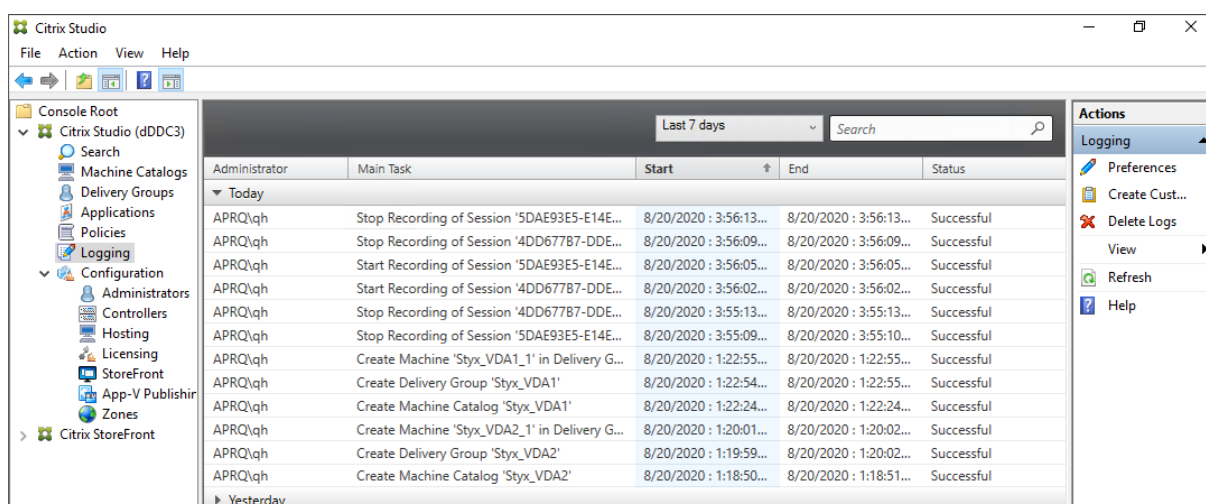 Citrix Studio
File Action View Help
Console Root
Citrix Studio (dDDC3)
Search
Machine Catalogs
Delivery Groups
Applications
Policies
Logging
Configuration
Administrators
Controllers
Hosting
Licensing
StoreFront
App-V Publishin
Zones
Citrix StoreFront
Last 7 days Search
Administrator Main Task Start End Status
Today
APRQ\qh Stop Recording of Session '5DAE93E5-E14E... 8/20/2020 : 3:56:13... 8/20/2020 : 3:56:13... Successful
APRQ\qh Stop Recording of Session '4DD677B7-DDE... 8/20/2020 : 3:56:09... 8/20/2020 : 3:56:09... Successful
APRQ\qh Start Recording of Session '5DAE93E5-E14E... 8/20/2020 : 3:56:05... 8/20/2020 : 3:56:05... Successful
APRQ\qh Start Recording of Session '4DD677B7-DDE... 8/20/2020 : 3:56:02... 8/20/2020 : 3:56:02... Successful
APRQ\qh Stop Recording of Session '4DD677B7-DDE... 8/20/2020 : 3:55:13... 8/20/2020 : 3:55:13... Successful
APRQ\qh Stop Recording of Session '5DAE93E5-E14E... 8/20/2020 : 3:55:09... 8/20/2020 : 3:55:10... Successful
APRQ\qh Create Machine 'Styx_VDA1_1' in Delivery G... 8/20/2020 : 1:22:55... 8/20/2020 : 1:22:55... Successful
APRQ\qh Create Delivery Group 'Styx_VDA1' 8/20/2020 : 1:22:54... 8/20/2020 : 1:22:55... Successful
APRQ\qh Create Machine Catalog 'Styx_VDA1' 8/20/2020 : 1:22:24... 8/20/2020 : 1:22:24... Successful
APRQ\qh Create Machine 'Styx_VDA2_1' in Delivery G... 8/20/2020 : 1:20:01... 8/20/2020 : 1:20:02... Successful
APRQ\qh Create Delivery Group 'Styx_VDA2' 8/20/2020 : 1:19:59... 8/20/2020 : 1:20:02... Successful
APRQ\qh Create Machine Catalog 'Styx_VDA2' 8/20/2020 : 1:18:50... 8/20/2020 : 1:18:51... Successful
Yesterday
Actions
Logging
Preferences
Create Cust...
Delete Logs
View
Refresh
Help